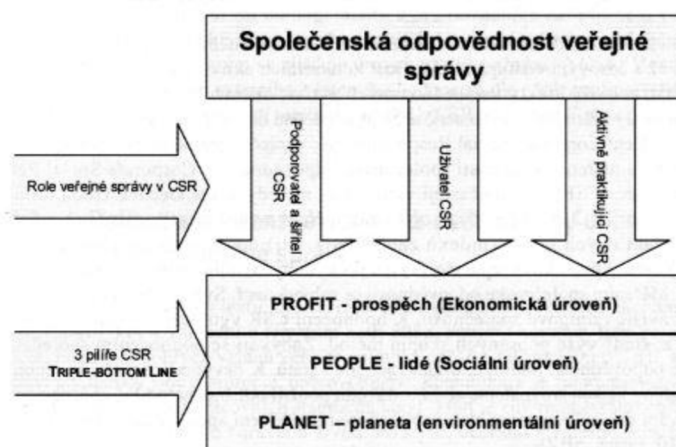 Společenská odpovědnost veřejné
správy
Role veřejné správy v CSR
Podporovatel a šiřitel
CSR
Uživatel CSR
Aktivně praktikující CSR
PROFIT - prospěch (Ekonomická úroveň)
3 pilíře CSR
TRIPLE-BOTTOM LINE
PEOPLE - lidé (Sociální úroveň)
PLANET – planeta (environmentální úroveň)